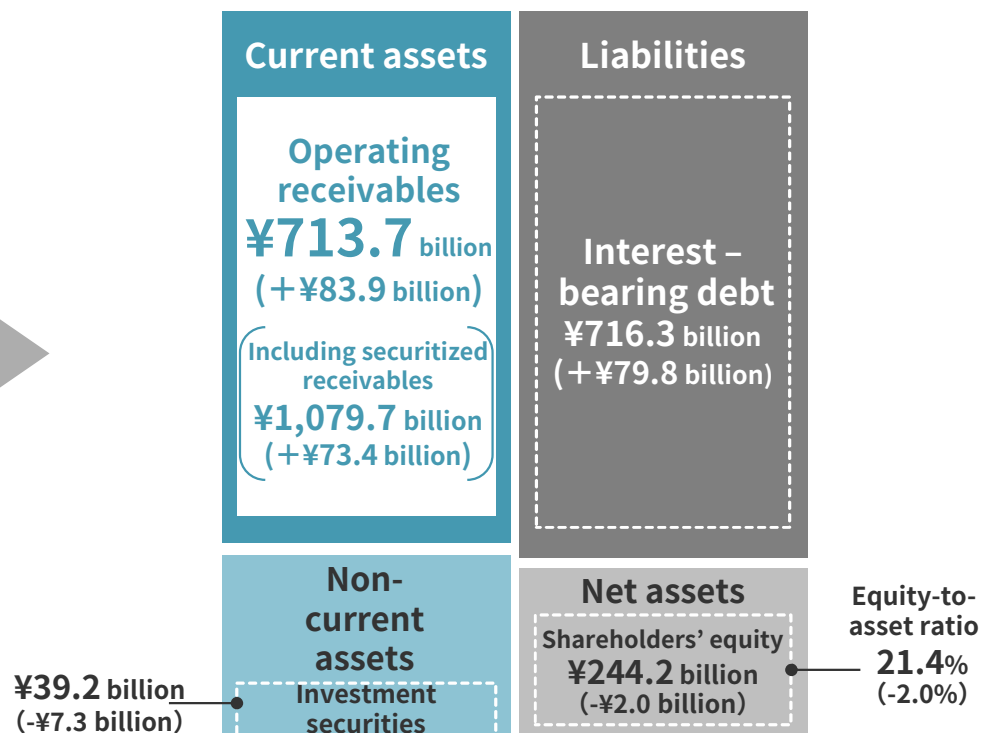 Current assets
Operating
receivables
¥713.7 billion
(+¥83.9 billion)
Including securitized
receivables
¥1,079.7 billion
(+¥73.4 billion)
Liabilities
Interest –
bearing debt
¥716.3 billion
(+¥79.8 billion)
Non-
current
assets
Investment
securities
¥39.2 billion
(-¥7.3 billion)
Net assets
Shareholders’ equity
¥244.2 billion
(-¥2.0 billion)
Equity-to-
asset ratio
21.4%
(-2.0%)